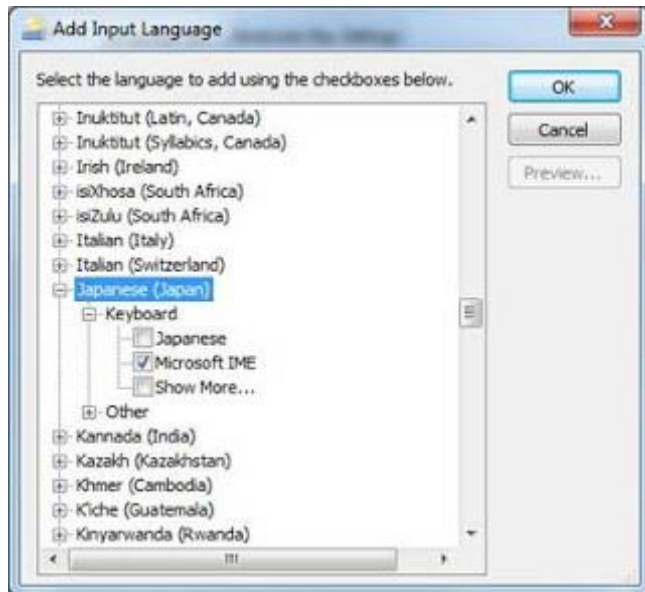 Add Input Language
Select the language to add using the checkboxes below.
OK
Cancel
Preview...
Inuktitut (Latin, Canada)
Inuktitut (Syllabics, Canada)
Irish (Ireland)
isiXhosa (South Africa)
isiZulu (South Africa)
Italian (Italy)
Italian (Switzerland)
Japanese (Japan)
Keyboard
Japanese
Microsoft IME
Show More...
Other
Kannada (India)
Kazakh (Kazakhstan)
Khmer (Cambodia)
K'iche (Guatemala)
Kinyarwanda (Rwanda)